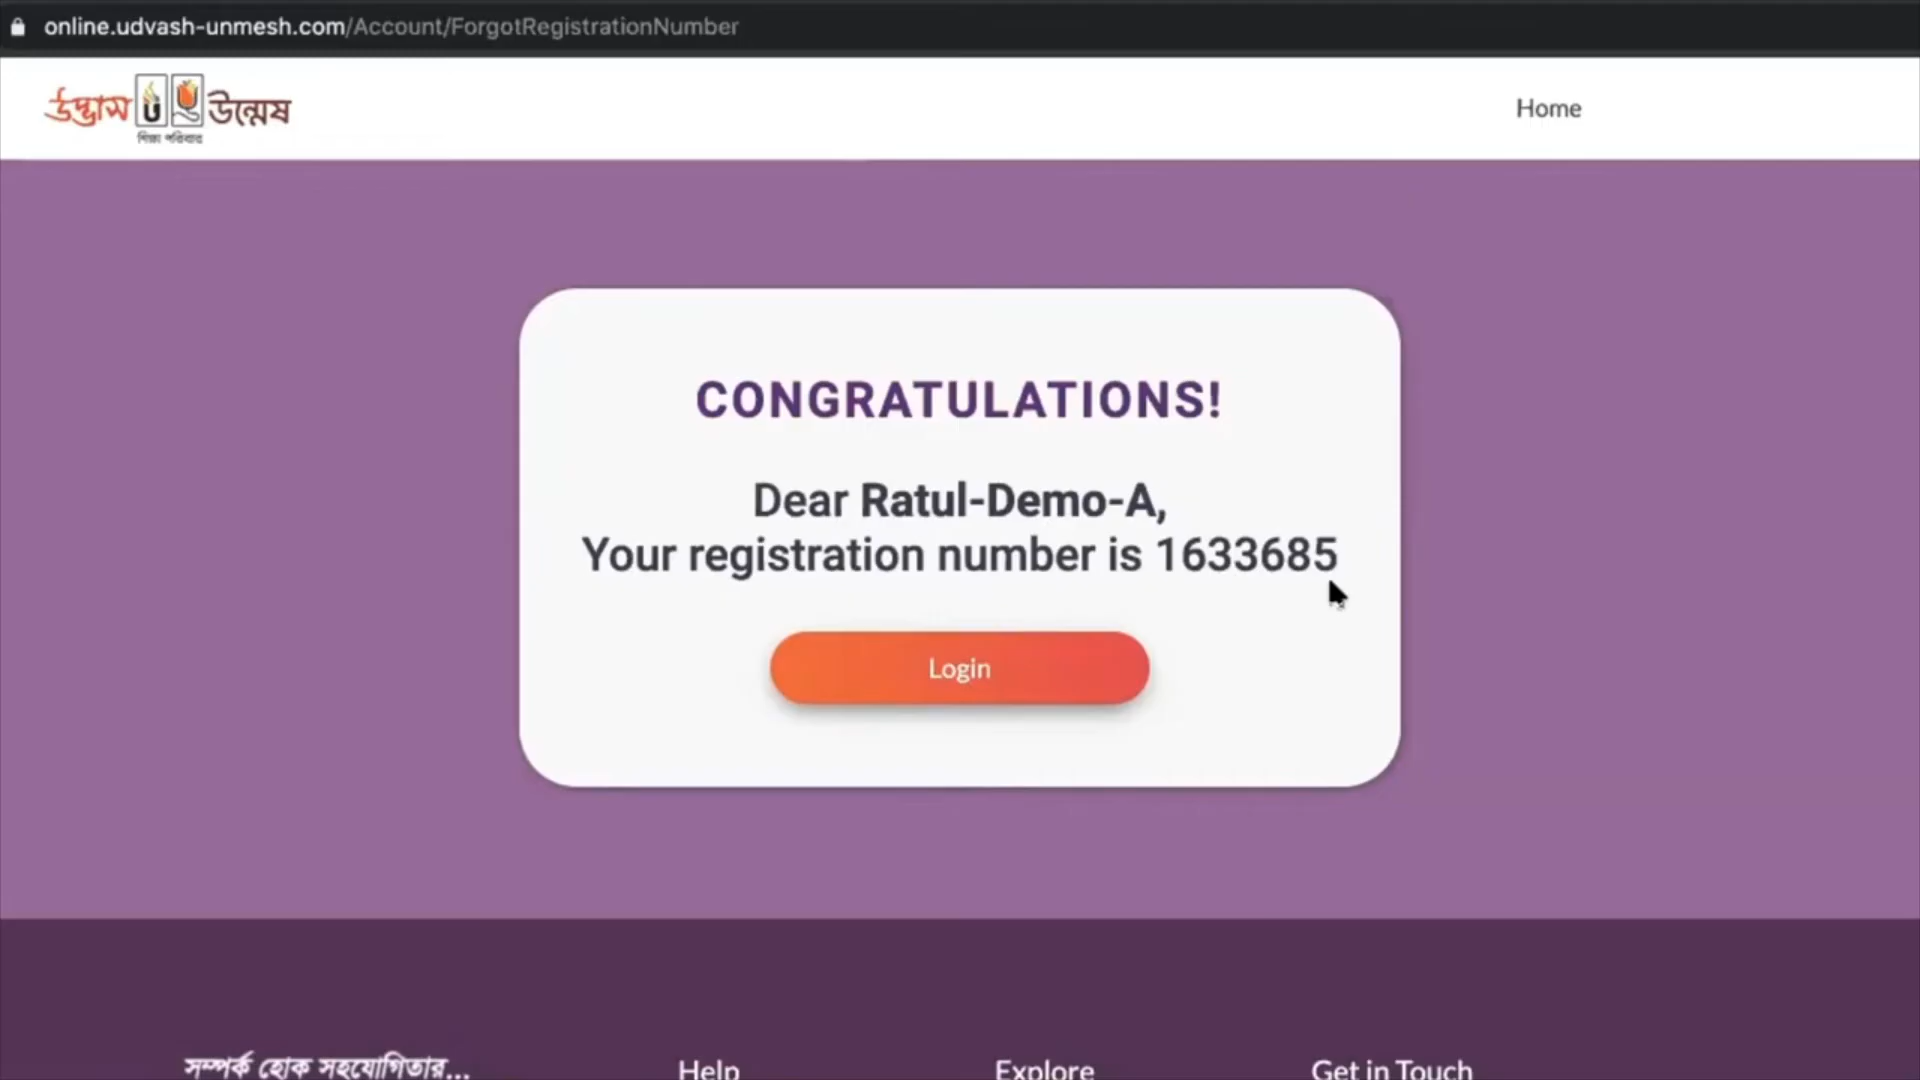 online.udvash-unmesh.com/Account/ForgotRegistrationNumber
উদ্ভাস উন্মেষ
শিক্ষা পরিবার
Home
CONGRATULATIONS!
Dear Ratul-Demo-A,
Your registration number is 1633685
Login
সম্পর্ক হোক সহযোগিতার...
Help
Explore
Get in Touch